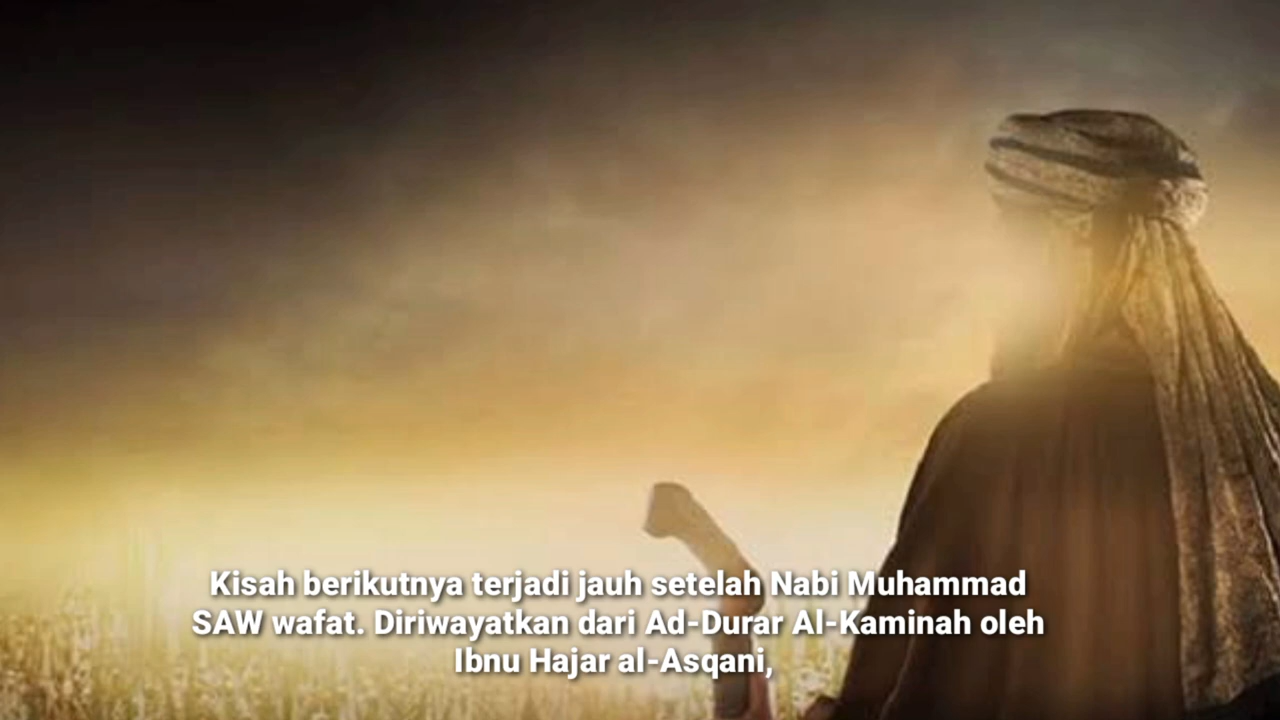 Kisah berikutnya terjadi jauh setelah Nabi Muhammad
SAW wafat. Diriwayatkan dari Ad-Durar Al-Kaminah oleh
Ibnu Hajar al-Asqani,